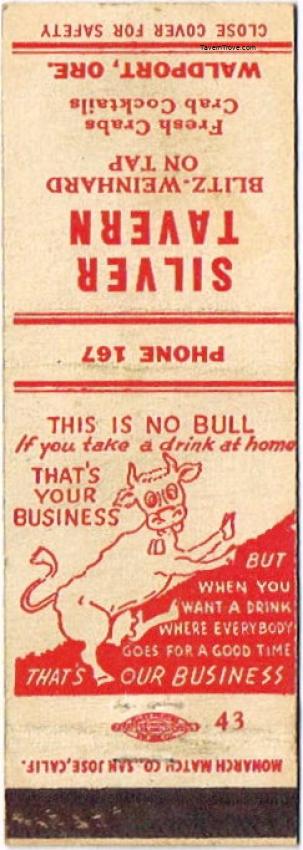 TavernTrove.com
CLOSE COVER FOR SAFETY
SILVER
TAVERN
BLITZ-WEINHARD
ON TAP
Fresh Crabs
Crab Cocktails
WALDPORT, ORE.
PHONE 167
THIS IS NO BULL
If you take a drink at home
THAT'S
YOUR
BUSINESS
BUT
WHEN YOU
WANT A DRINK
WHERE EVERYBODY
GOES FOR A GOOD TIME
THAT'S OUR BUSINESS
43
MONARCH MATCH CO., SAN JOSE, CALIF.